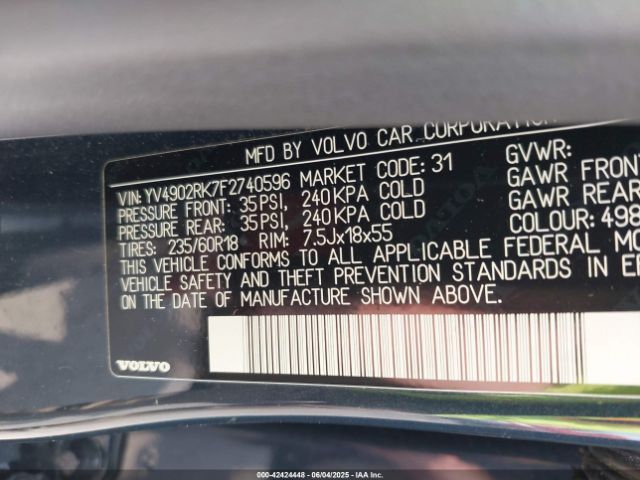 MFD BY VOLVO CAR CORPORATION
VIN: YV4902RK7F2740596 MARKET CODE: 31 GVWR:
PRESSURE FRONT: 35PSI, 240KPA COLD GAWR FRONT
PRESSURE REAR: 35PSI, 240KPA COLD GAWR REAR
TIRES: 235/60R18 RIM: 7.5Jx18x55 COLOUR: 498
THIS VEHICLE CONFORMS TO ALL APPLICABLE FEDERAL MO
VEHICLE SAFETY AND THEFT PREVENTION STANDARDS IN EF
ON THE DATE OF MANUFACTURE SHOWN ABOVE.
VOLVO
000-42424448 - 06/04/2025 - IAA Inc.